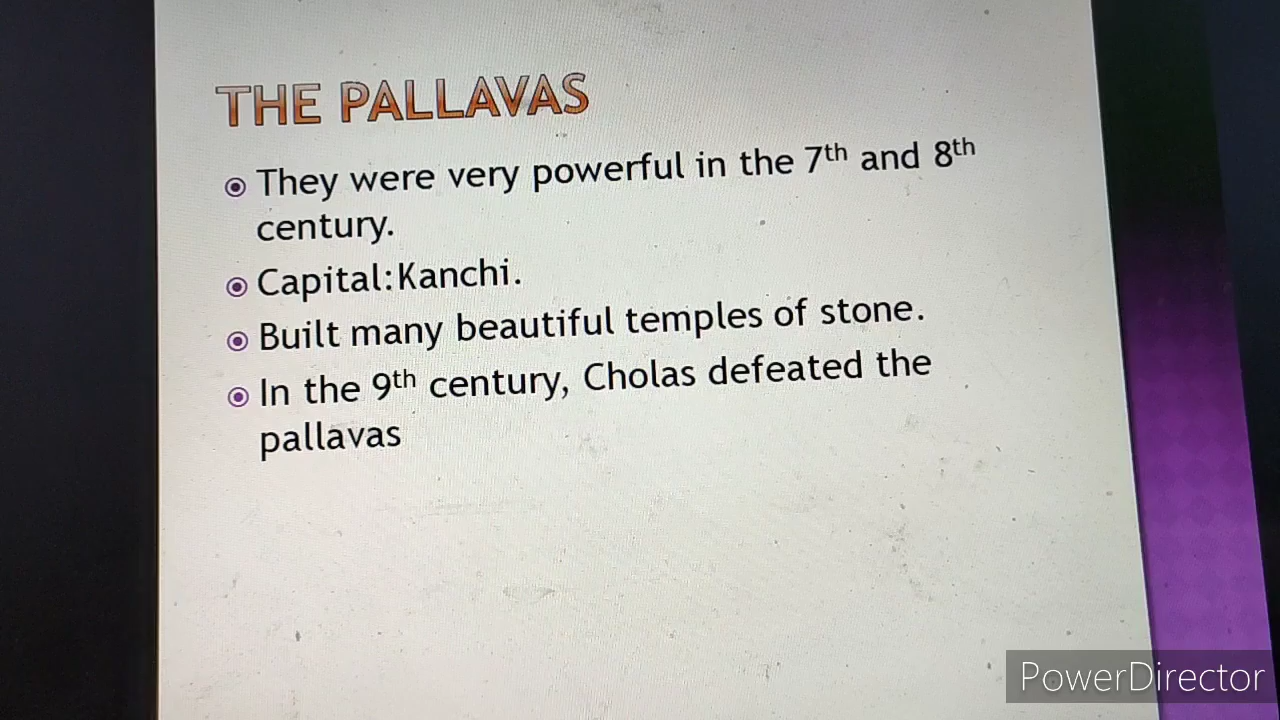 THE PALLAVAS
They were very powerful in the 7th and 8th
century.
Capital:Kanchi.
Built many beautiful temples of stone.
In the 9th century, Cholas defeated the
pallavas
PowerDirector